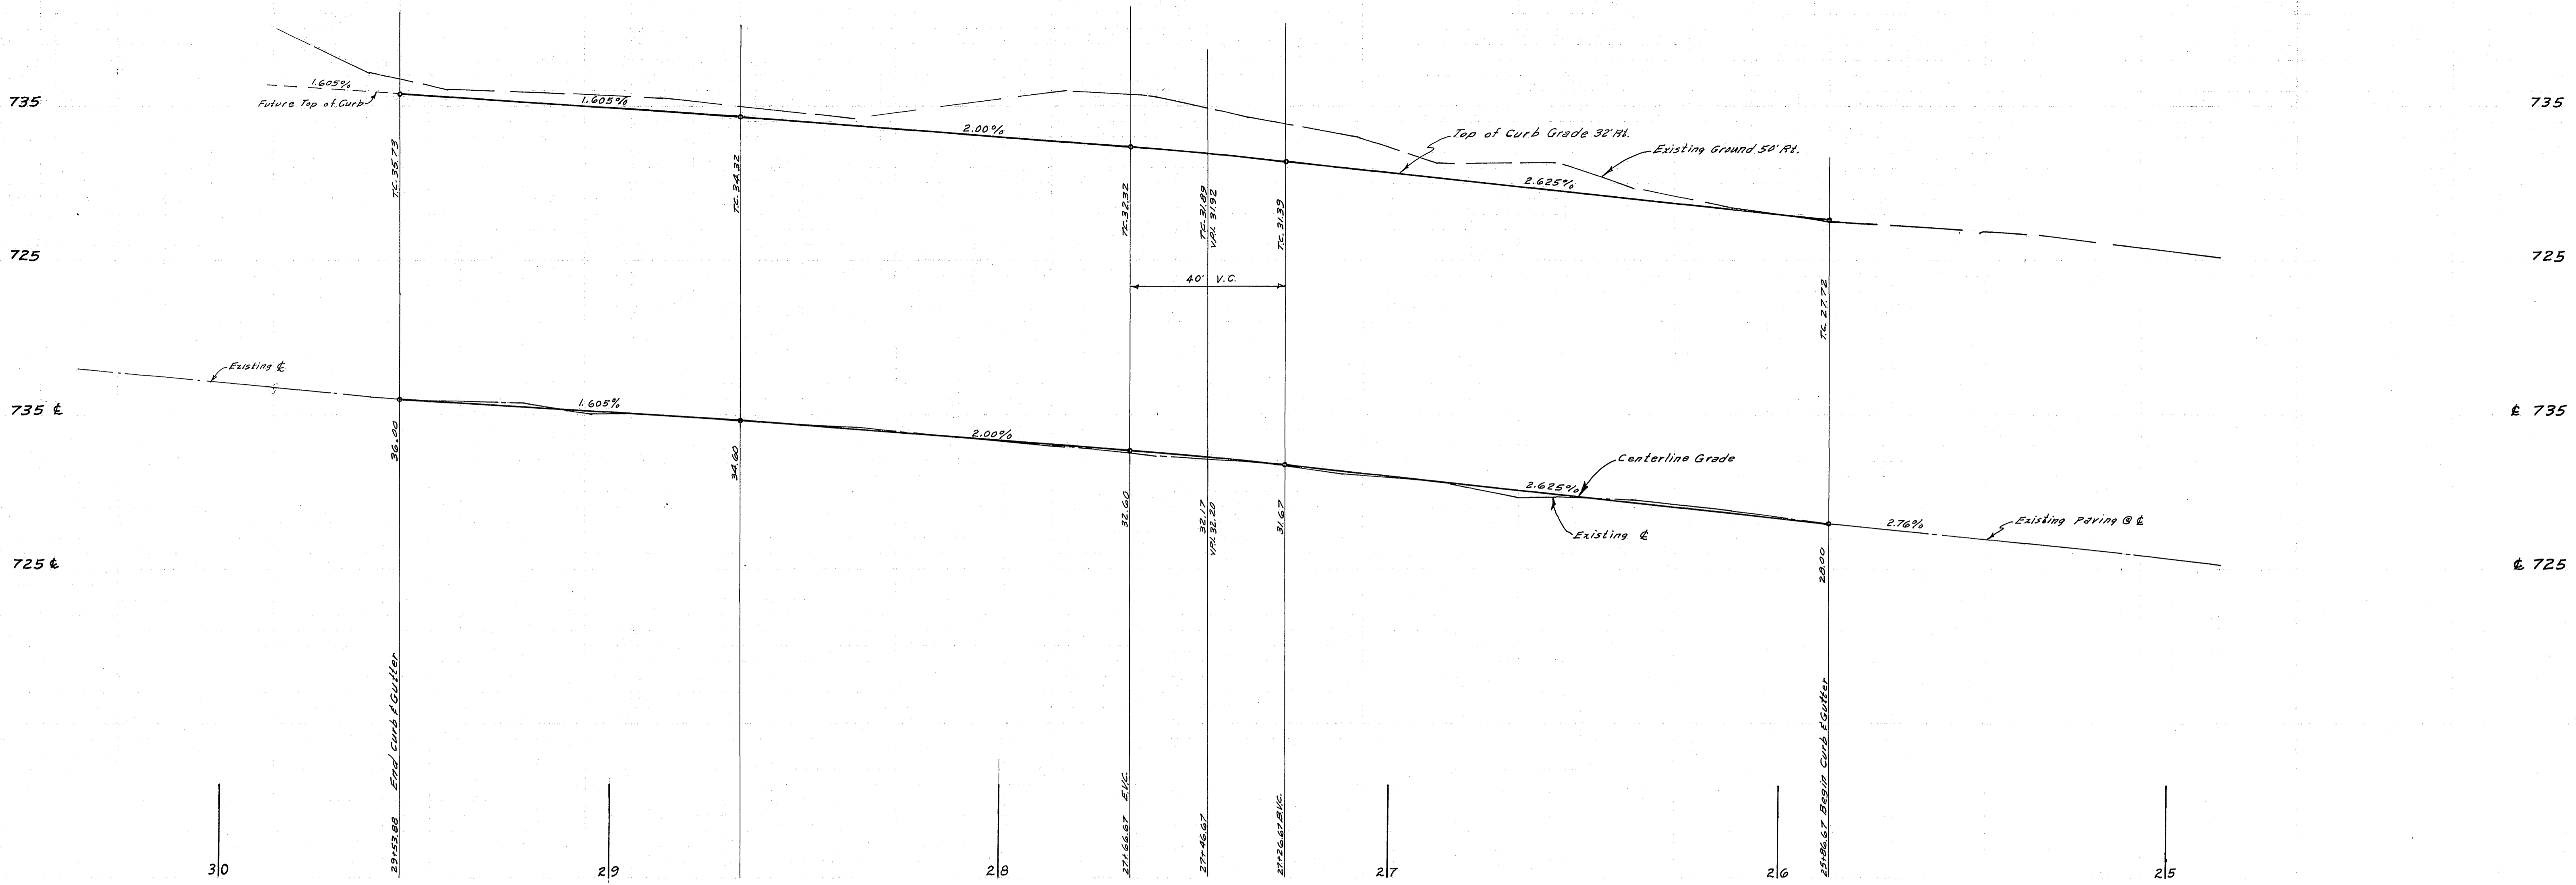 1.605%
Future Top of Curb
735
1.605%
2.00%
735
Top of Curb Grade 32' Rt.
Existing Ground 50' Rt.
2.625%
T.C. 35.73
T.C. 34.32
T.C. 32.32
T.C. 31.89
V.P.I. 31.92
T.C. 31.39
725
725
40' V.C.
T.C. 27.72
Existing ℄
735 ℄
1.605%
2.00%
℄ 735
36.00
34.60
Centerline Grade
2.625%
32.60
32.17
V.P.I. 32.20
31.67
Existing ℄
2.76%
Existing Paving @ ℄
725 ℄
28.00
℄ 725
29+53.88 End Curb & Gutter
27+66.67 E.V.C.
27+46.67
27+26.67 B.V.C.
25+86.67 Begin Curb & Gutter
30
29
28
27
26
25